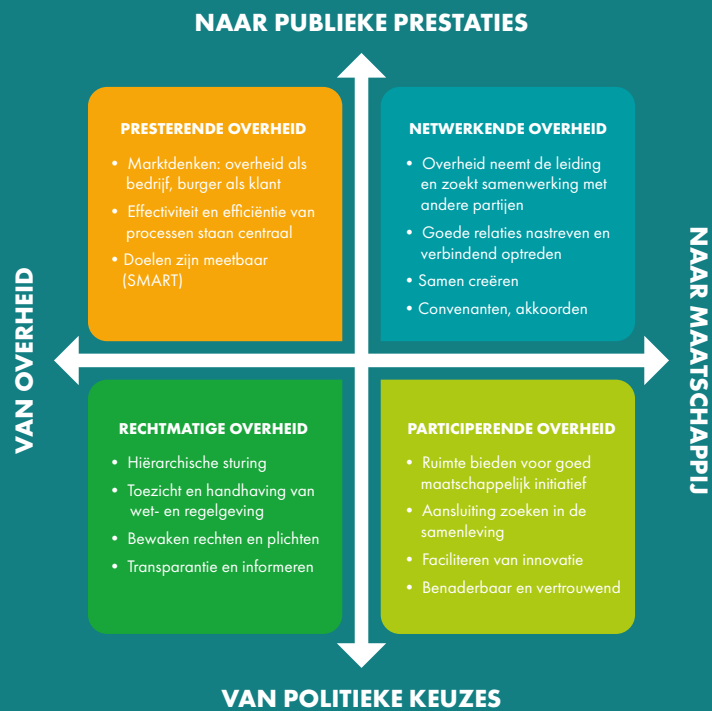 NAAR PUBLIEKE PRESTATIES
VAN OVERHEID
PRESTERENDE OVERHEID
• Marktdenken: overheid als
bedrijf, burger als klant
• Effectiviteit en efficiëntie van
processen staan centraal
• Doelen zijn meetbaar
(SMART)
NETWERKENDE OVERHEID
• Overheid neemt de leiding
en zoekt samenwerking met
andere partijen
• Goede relaties nastreven en
verbindend optreden
• Samen creëren
• Convenanten, akkoorden
NAAR MAATSCHAPPIJ
RECHTMATIGE OVERHEID
• Hiërarchische sturing
• Toezicht en handhaving van
wet- en regelgeving
• Bewaken rechten en plichten
• Transparantie en informeren
PARTICIPERENDE OVERHEID
• Ruimte bieden voor goed
maatschappelijk initiatief
• Aansluiting zoeken in de
samenleving
• Faciliteren van innovatie
• Benaderbaar en vertrouwend
VAN POLITIEKE KEUZES